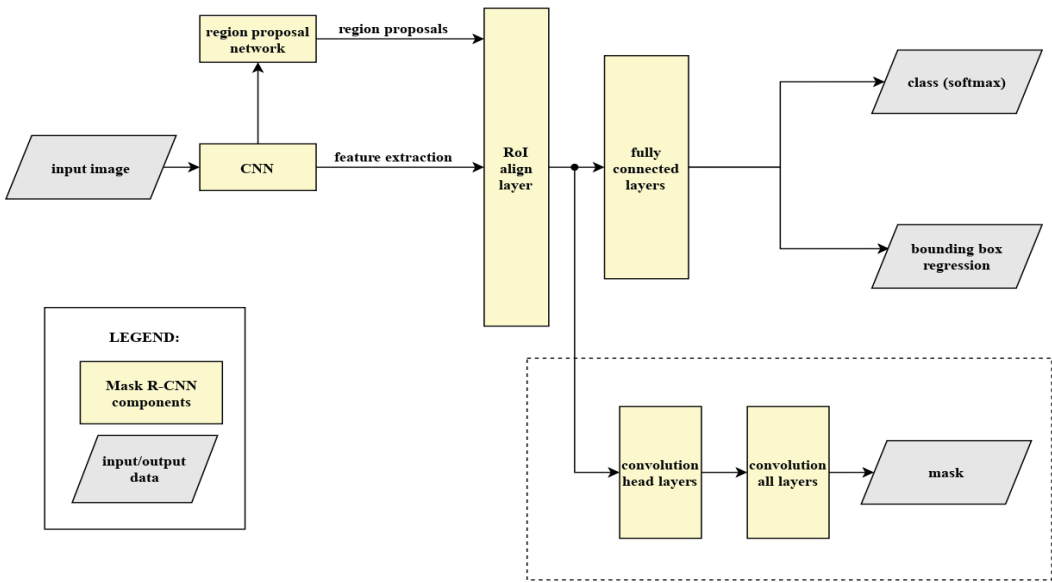 region proposal
network
region proposals
class (softmax)
input image
CNN
feature extraction
RoI
align
layer
fully
connected
layers
bounding box
regression
LEGEND:
Mask R-CNN
components
input/output
data
convolution
head layers
convolution
all layers
mask